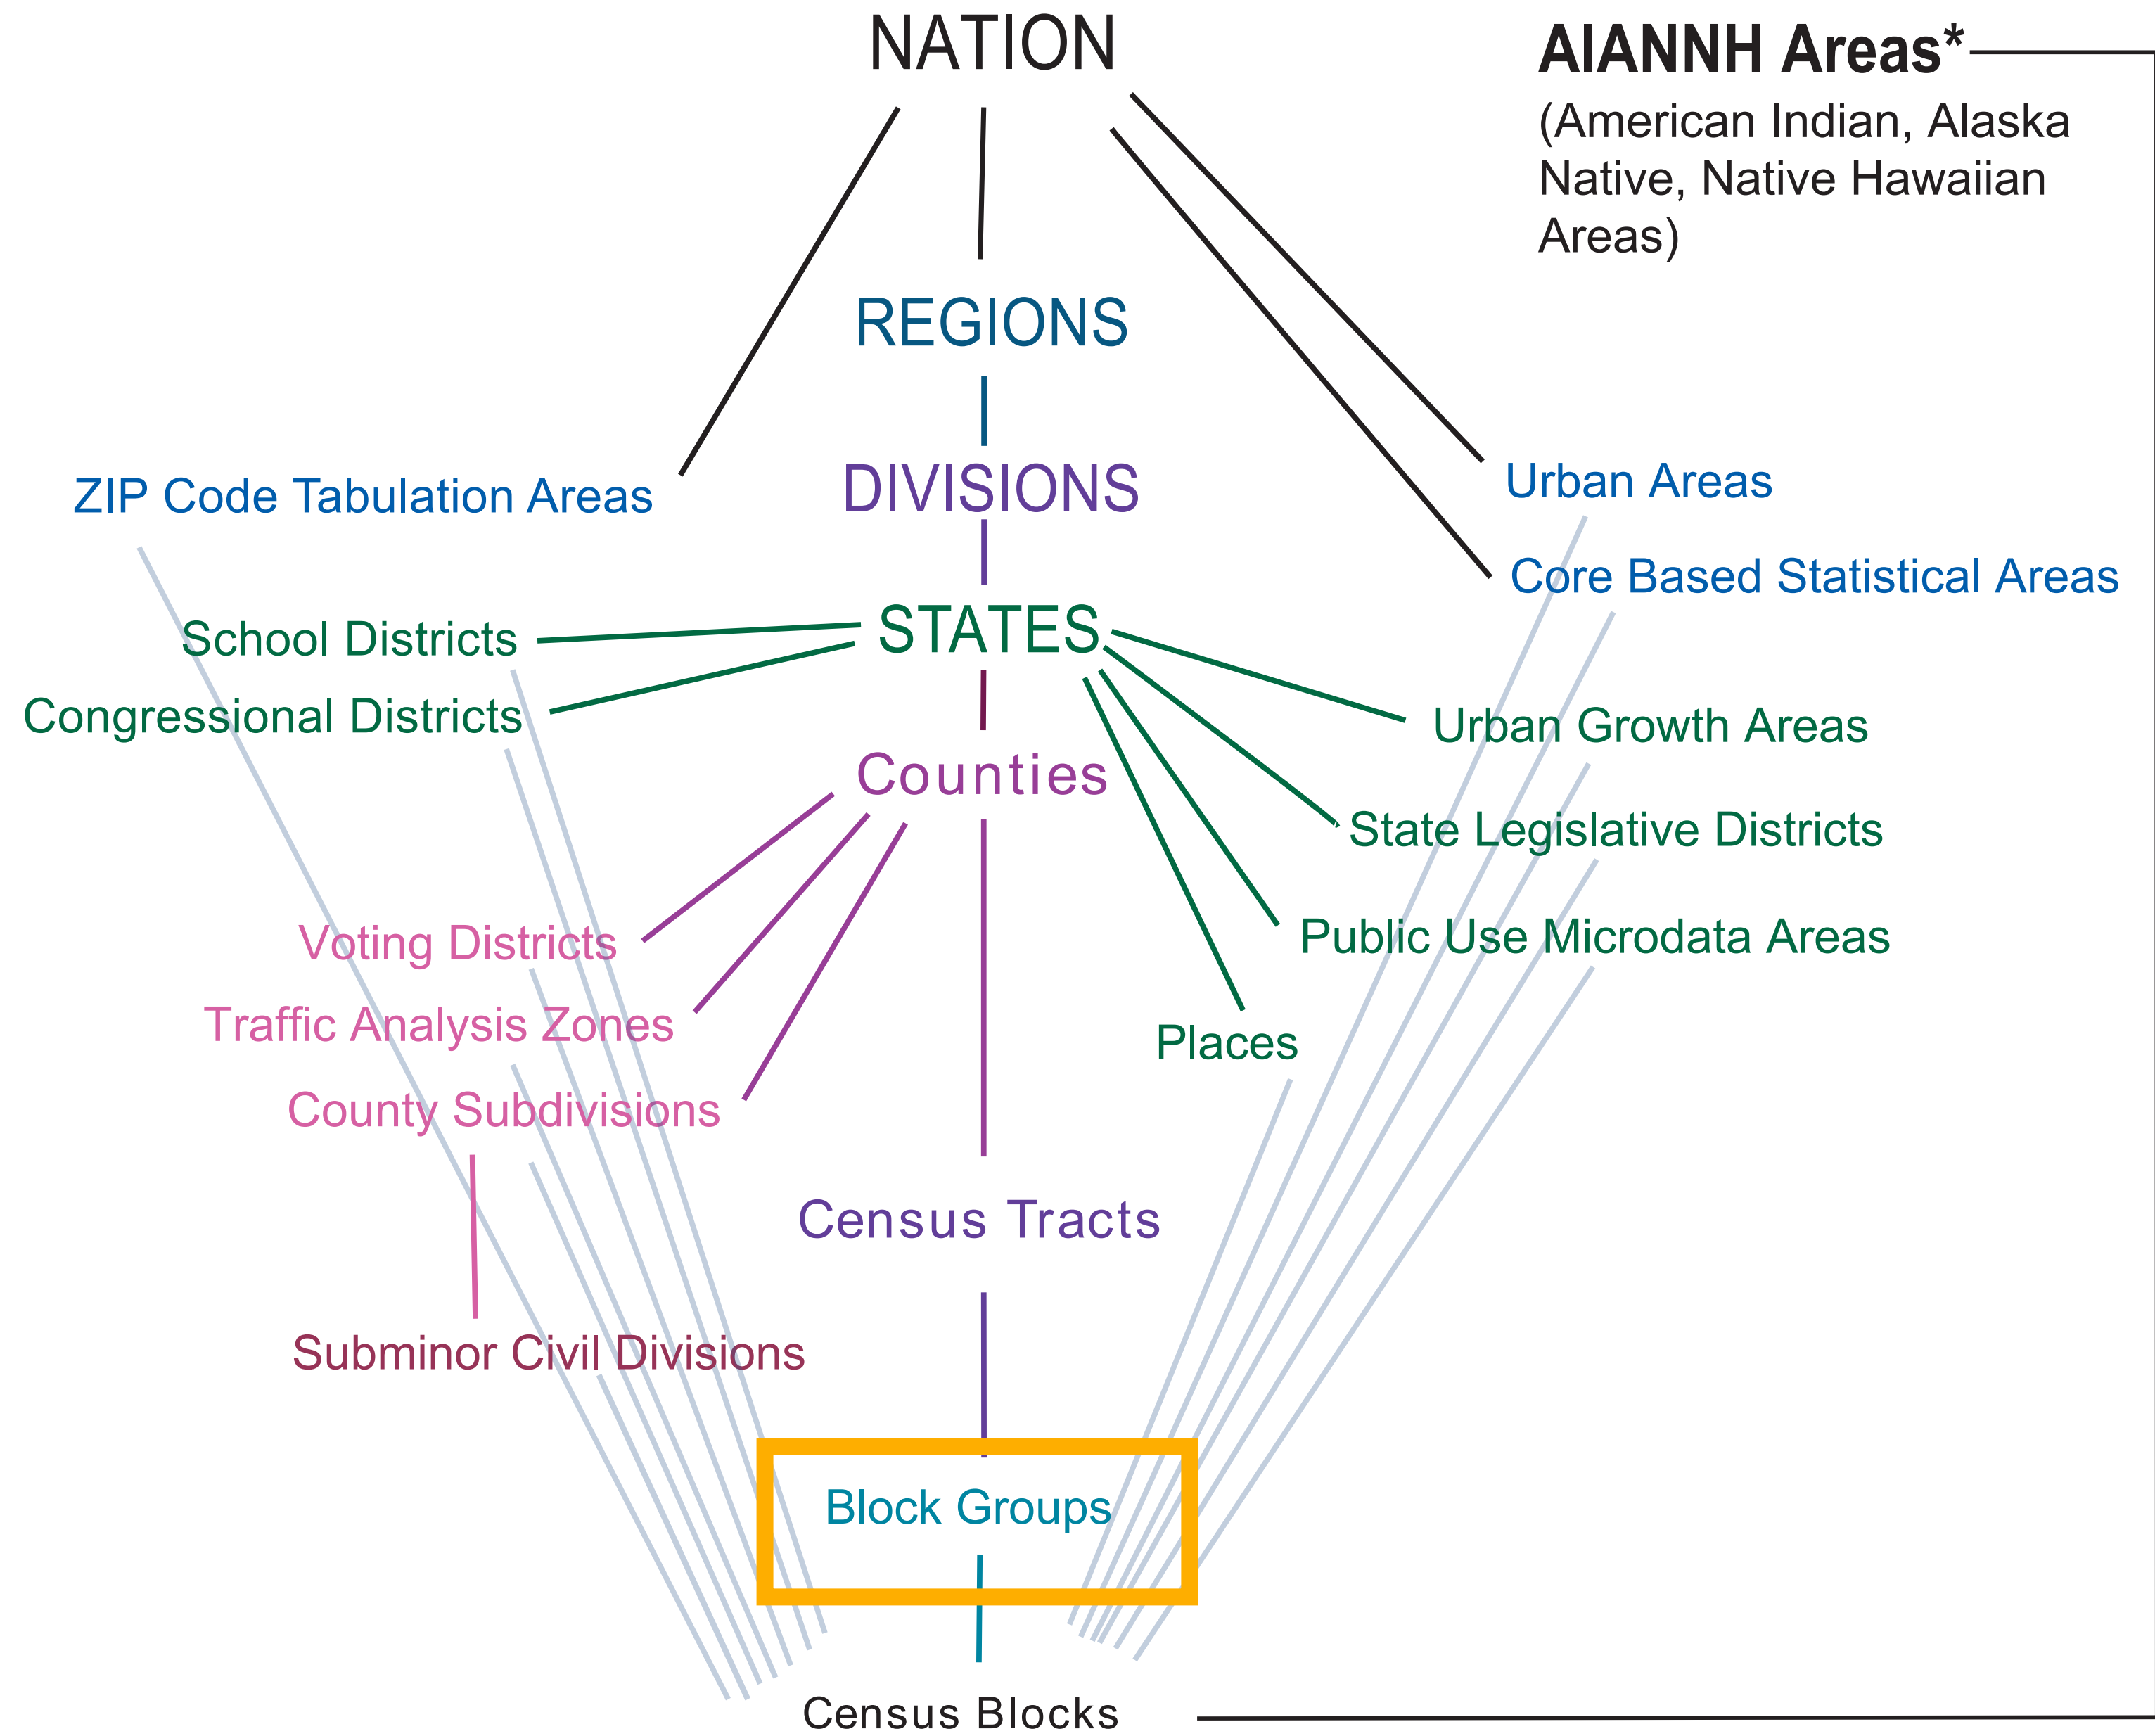 NATION
AIANNH Areas*
(American Indian, Alaska
Native, Native Hawaiian
Areas)
REGIONS
DIVISIONS
ZIP Code Tabulation Areas
Urban Areas
Core Based Statistical Areas
STATES
School Districts
Congressional Districts
Urban Growth Areas
Counties
State Legislative Districts
Voting Districts
Public Use Microdata Areas
Traffic Analysis Zones
Places
County Subdivisions
Census Tracts
Subminor Civil Divisions
Block Groups
Census Blocks